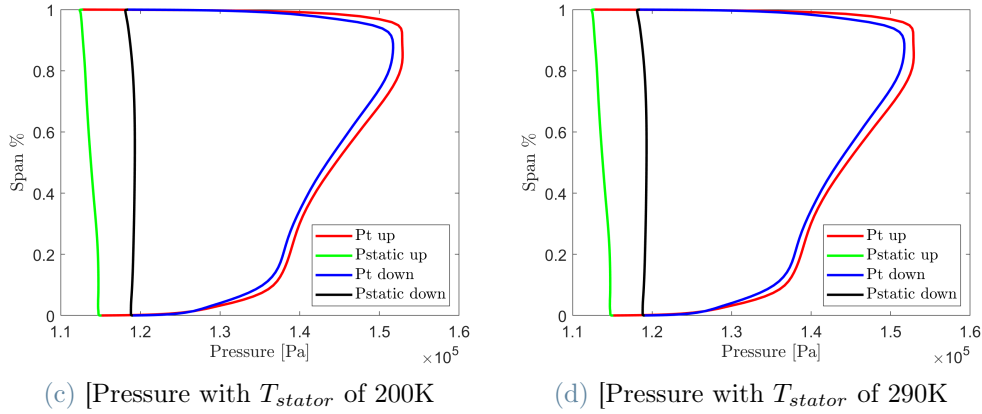 1
0.8
0.6
0.4
0.2
0
Span %
Pt up
Pstatic up
Pt down
Pstatic down
1.1 1.2 1.3 1.4 1.5 1.6
Pressure [Pa]
×10⁵
(c) [Pressure with T_stator of 200K
1
0.8
0.6
0.4
0.2
0
Span %
Pt up
Pstatic up
Pt down
Pstatic down
1.1 1.2 1.3 1.4 1.5 1.6
Pressure [Pa]
×10⁵
(d) [Pressure with T_stator of 290K